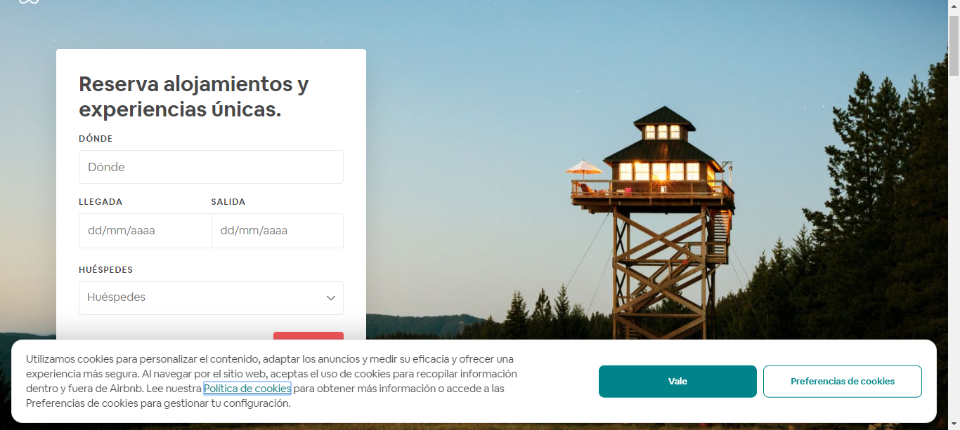 Reserva alojamientos y
experiencias únicas.
DÓNDE
Dónde
LLEGADA SALIDA
dd/mm/aaaa dd/mm/aaaa
HUÉSPEDES
Huéspedes
Utilizamos cookies para personalizar el contenido, adaptar los anuncios y medir su eficacia y ofrecer una
experiencia más segura. Al navegar por el sitio web, aceptas el uso de cookies para recopilar información
dentro y fuera de Airbnb. Lee nuestra Política de cookies para obtener más información o accede a las
Preferencias de cookies para gestionar tu configuración.
Vale
Preferencias de cookies